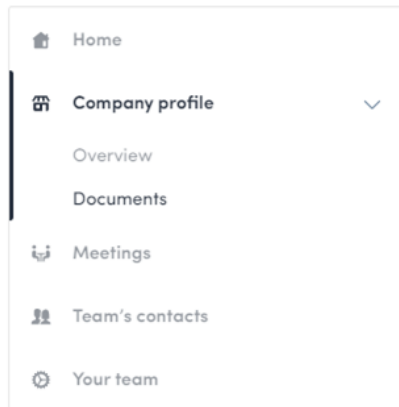 Home
Company profile
Overview
Documents
Meetings
Team's contacts
Your team